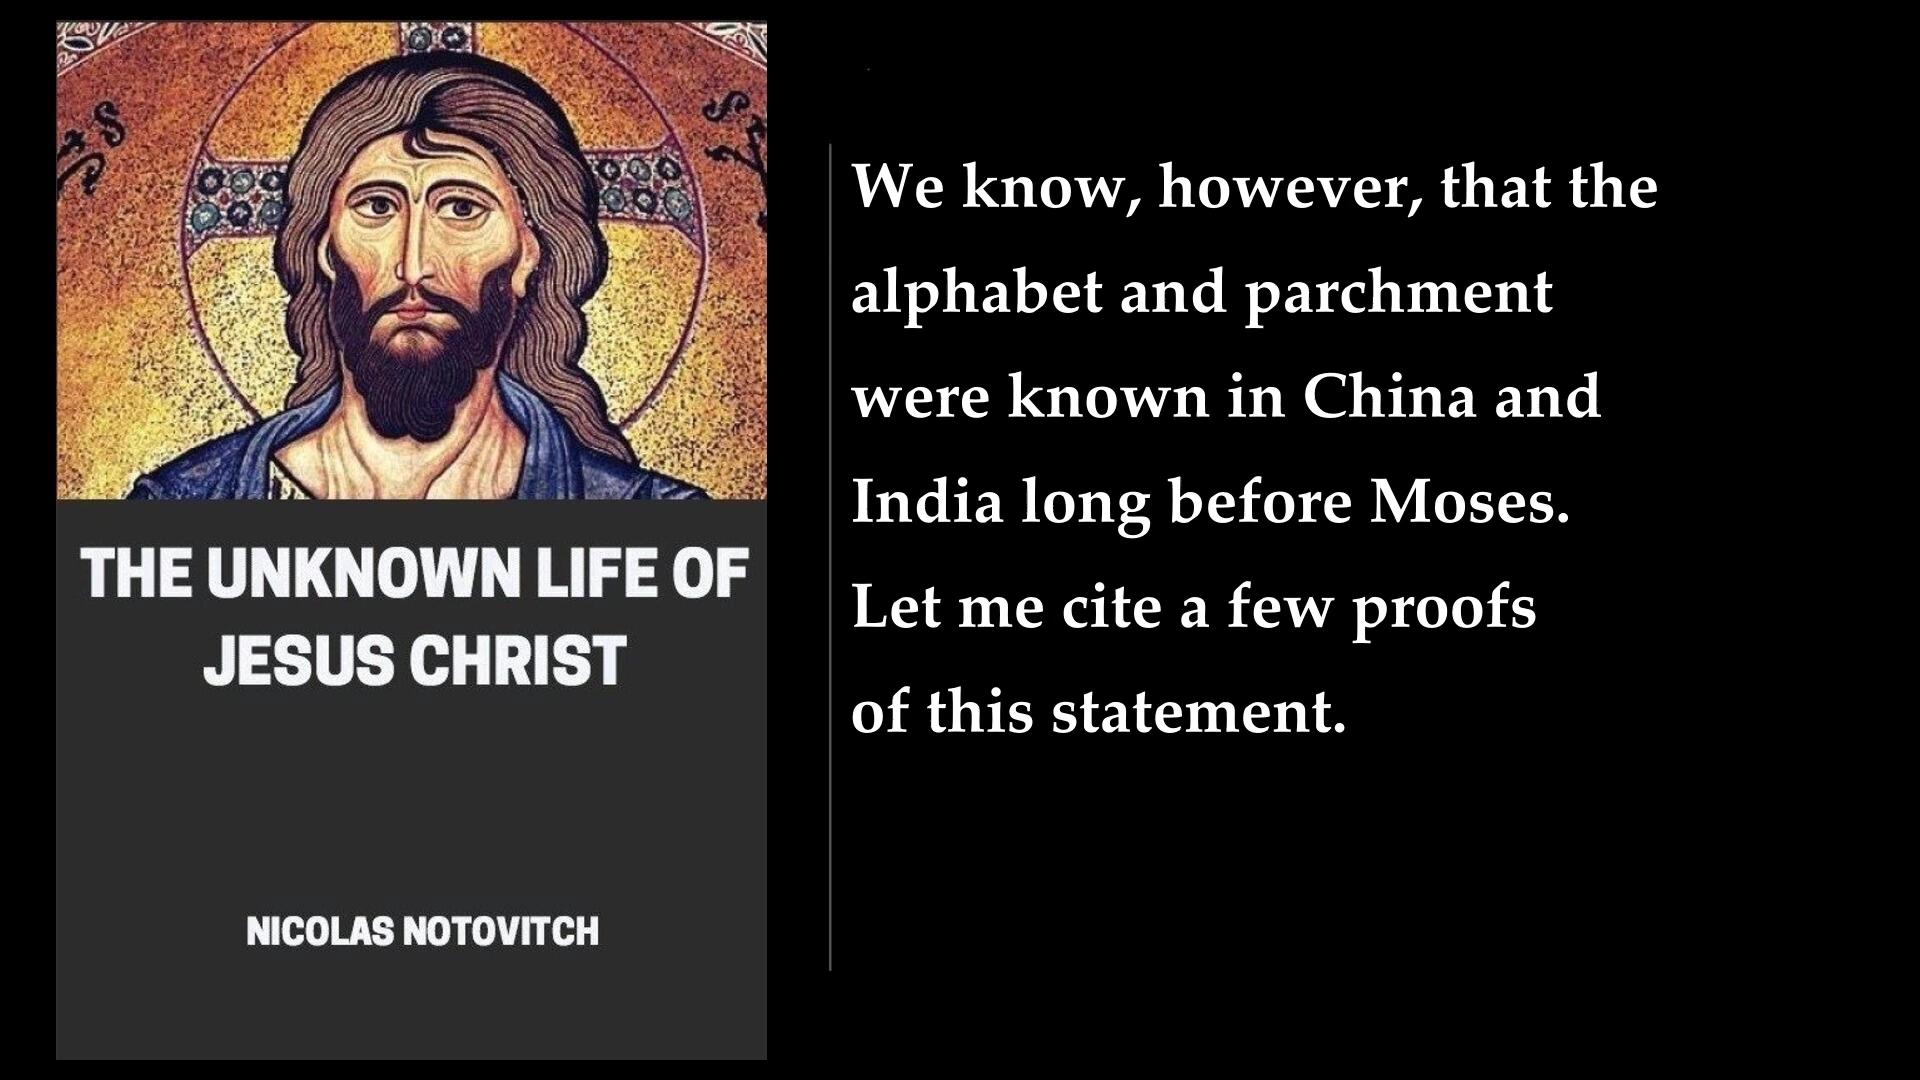 THE UNKNOWN LIFE OF
JESUS CHRIST
NICOLAS NOTOVITCH
We know, however, that the
alphabet and parchment
were known in China and
India long before Moses.
Let me cite a few proofs
of this statement.